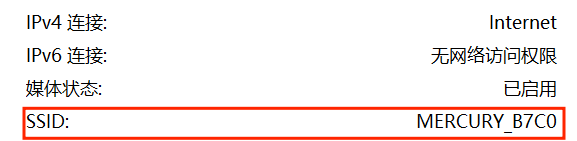 IPv4 连接: Internet
IPv6 连接: 无网络访问权限
媒体状态: 已启用
SSID: MERCURY_B7C0